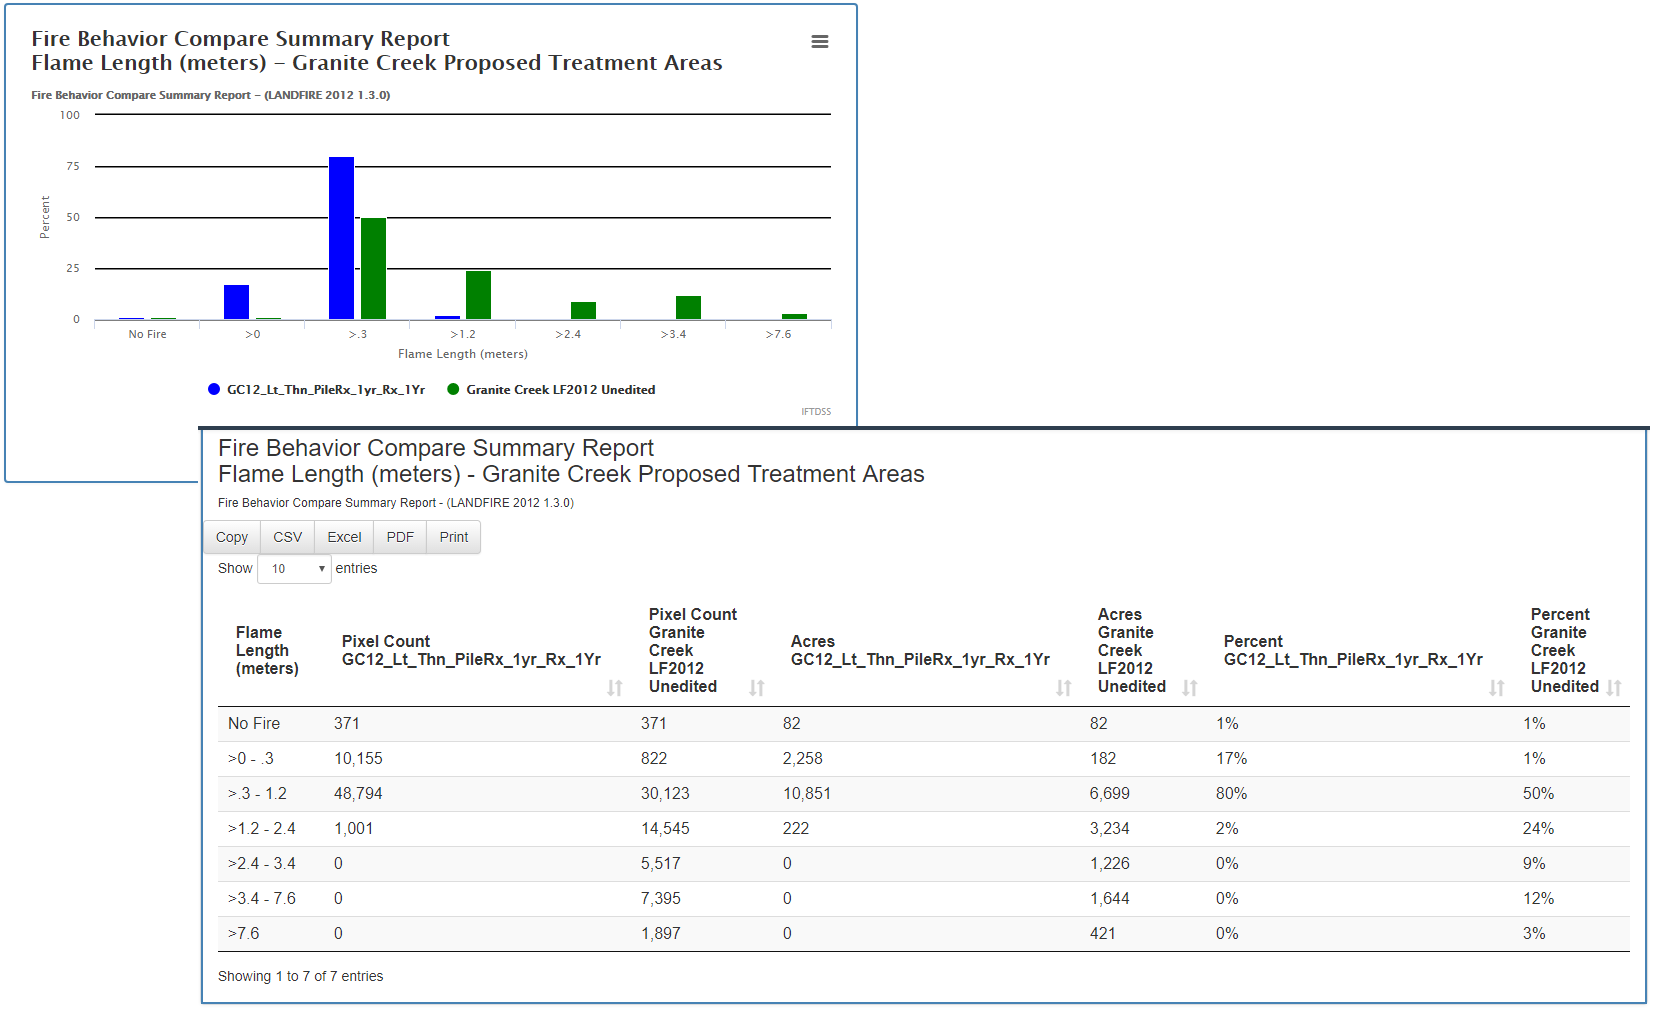 Fire Behavior Compare Summary Report
Flame Length (meters) – Granite Creek Proposed Treatment Areas
Fire Behavior Compare Summary Report – (LANDFIRE 2012 1.3.0)
100
75
50
25
0
Percent
No Fire >0 >.3 >1.2 >2.4 >3.4 >7.6
Flame Length (meters)
GC12_Lt_Thn_PileRx_1yr_Rx_1Yr Granite Creek LF2012 Unedited
IFTDSS
Fire Behavior Compare Summary Report
Flame Length (meters) - Granite Creek Proposed Treatment Areas
Fire Behavior Compare Summary Report - (LANDFIRE 2012 1.3.0)
Copy CSV Excel PDF Print
Show 10 entries
Flame
Length
(meters)
Pixel Count
GC12_Lt_Thn_PileRx_1yr_Rx_1Yr
Pixel Count
Granite
Creek
LF2012
Unedited
Acres
GC12_Lt_Thn_PileRx_1yr_Rx_1Yr
Acres
Granite
Creek
LF2012
Unedited
Percent
GC12_Lt_Thn_PileRx_1yr_Rx_1Yr
Percent
Granite
Creek
LF2012
Unedited
No Fire 371 371 82 82 1% 1%
>0 - .3 10,155 822 2,258 182 17% 1%
>.3 - 1.2 48,794 30,123 10,851 6,699 80% 50%
>1.2 - 2.4 1,001 14,545 222 3,234 2% 24%
>2.4 - 3.4 0 5,517 0 1,226 0% 9%
>3.4 - 7.6 0 7,395 0 1,644 0% 12%
>7.6 0 1,897 0 421 0% 3%
Showing 1 to 7 of 7 entries